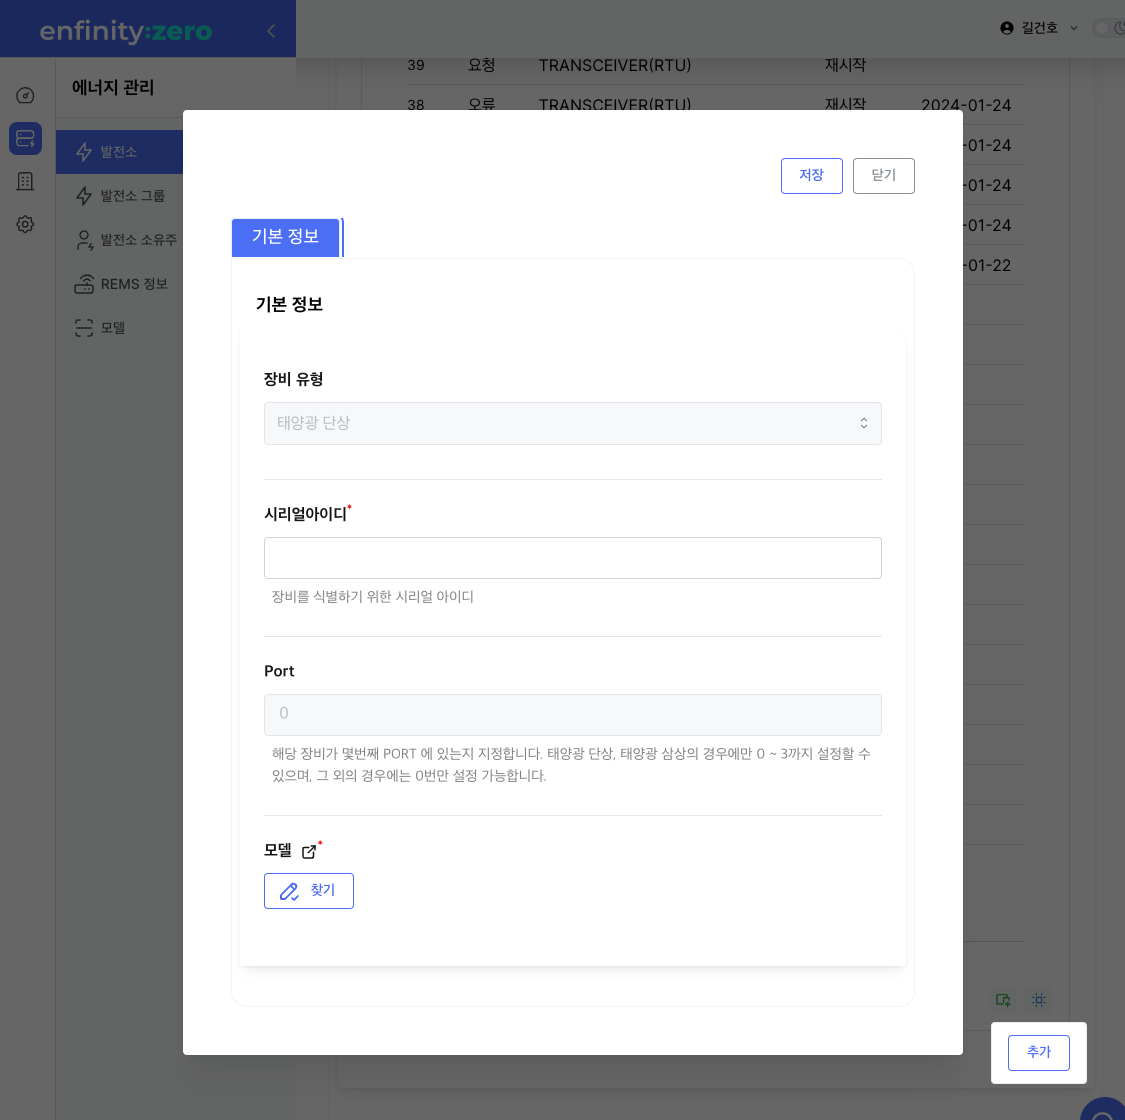 enfinity:zero
길건호
에너지 관리
발전소
발전소 그룹
발전소 소유주
REMS 정보
모델
39 요청 TRANSCEIVER(RTU) 재시작
38 오류 TRANSCEIVER(RTU) 재시작 2024-01-24
-01-24
-01-24
-01-24
-01-22
저장 닫기
기본 정보
기본 정보
장비 유형
태양광 단상
시리얼아이디*
장비를 식별하기 위한 시리얼 아이디
Port
0
해당 장비가 몇번째 PORT 에 있는지 지정합니다. 태양광 단상, 태양광 삼상의 경우에만 0 ~ 3까지 설정할 수
있으며, 그 외의 경우에는 0번만 설정 가능합니다.
모델 *
찾기
추가